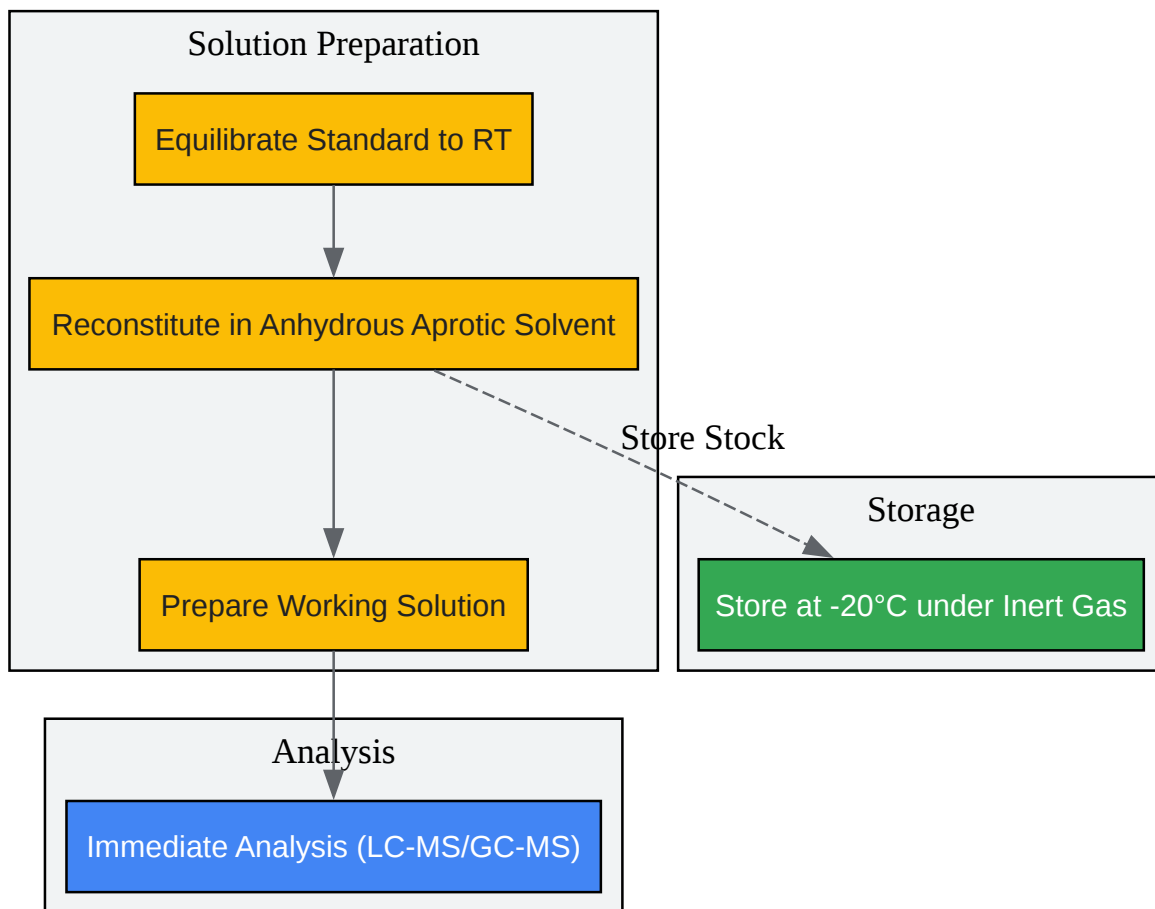 Solution Preparation
Equilibrate Standard to RT
Reconstitute in Anhydrous Aprotic Solvent
Store Stock
Storage
Prepare Working Solution
Store at -20°C under Inert Gas
Analysis
Immediate Analysis (LC-MS/GC-MS)